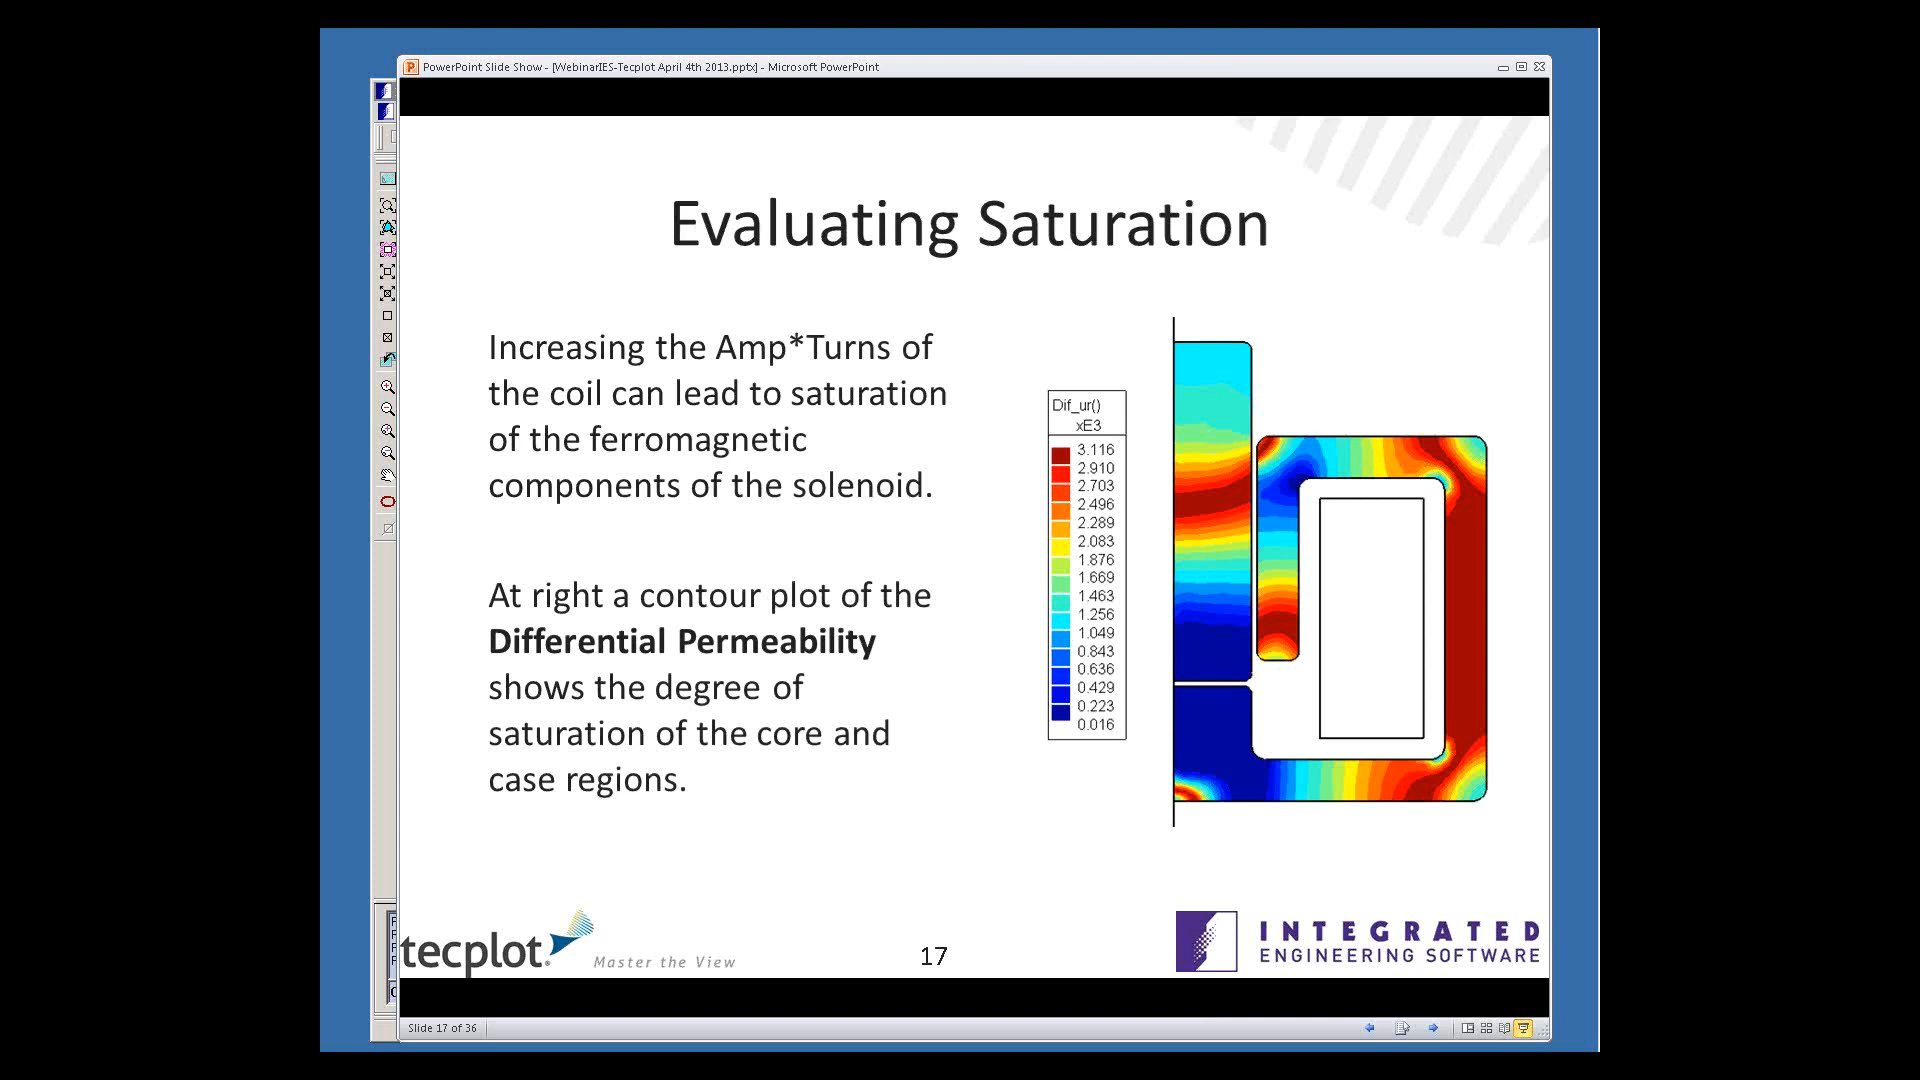 PowerPoint Slide Show - [WebinarIES-Tecplot April 4th 2013.pptx] - Microsoft PowerPoint
Evaluating Saturation
Increasing the Amp*Turns of
the coil can lead to saturation
of the ferromagnetic
components of the solenoid.
At right a contour plot of the
Differential Permeability
shows the degree of
saturation of the core and
case regions.
Dif_ur()
xE3
3.116
2.910
2.703
2.496
2.289
2.083
1.876
1.669
1.463
1.256
1.049
0.843
0.636
0.429
0.223
0.016
tecplot.
Master the View
17
INTEGRATED
ENGINEERING SOFTWARE
Slide 17 of 36